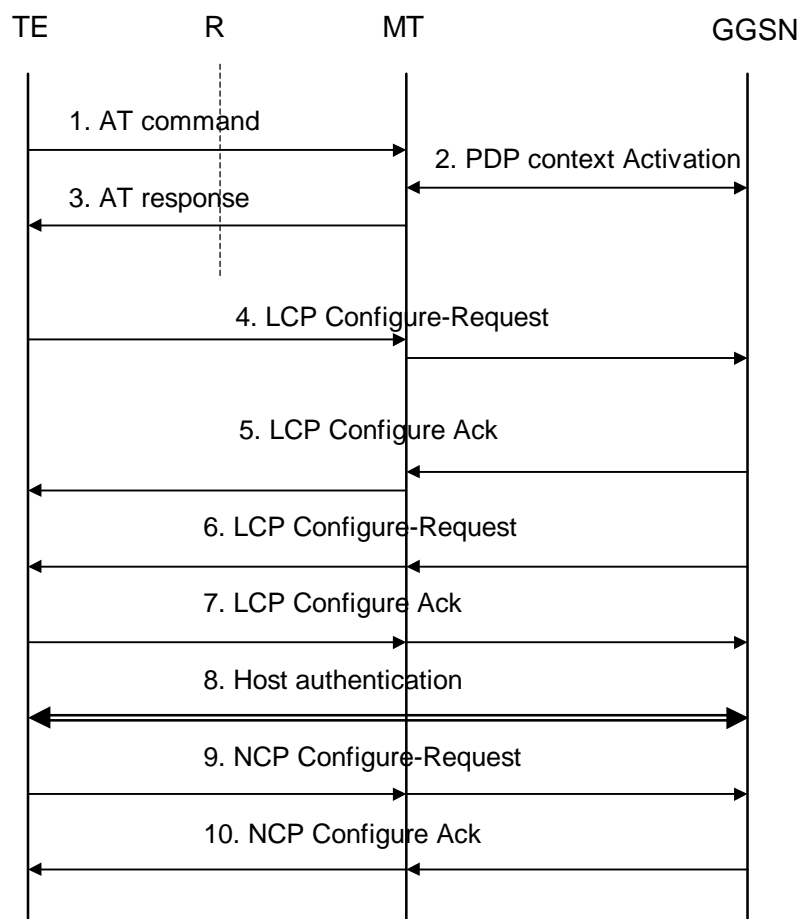 TE R MT GGSN
1. AT command
2. PDP context Activation
3. AT response
4. LCP Configure-Request
5. LCP Configure Ack
6. LCP Configure-Request
7. LCP Configure Ack
8. Host authentication
9. NCP Configure-Request
10. NCP Configure Ack